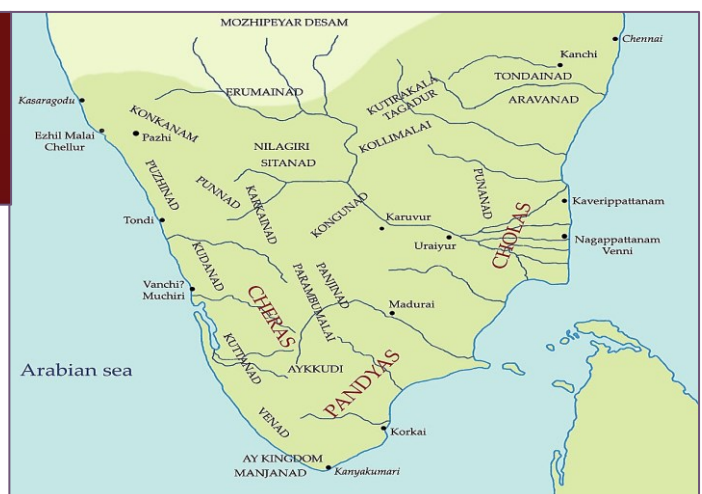 MOZHIPEYAR DESAM
Chennai
Kanchi
TONDAINAD
ERUMAINAD
KUTIRAKALA
TAGADUR
ARAVANAD
Kasaragodu
KONKANAM
Ezhil Malai
Chellur
Pazhi
NILAGIRI
SITANAD
KOLLIMALAI
PUZHINAD
PUNNAD
KARKAINAD
PUNANAD
KONGUNAD
Kaverippattanam
Tondi
Karuvur
Uraiyur
CHOLAS
Nagappattanam
Venni
KUDANAD
Vanchi?
Muchiri
CHERAS
PANJINAD
PARAMBUMALAI
Madurai
KUTTANAD
AYKKUDI
PANDYAS
Arabian sea
VENAD
Korkai
AY KINGDOM
MANJANAD
Kanyakumari